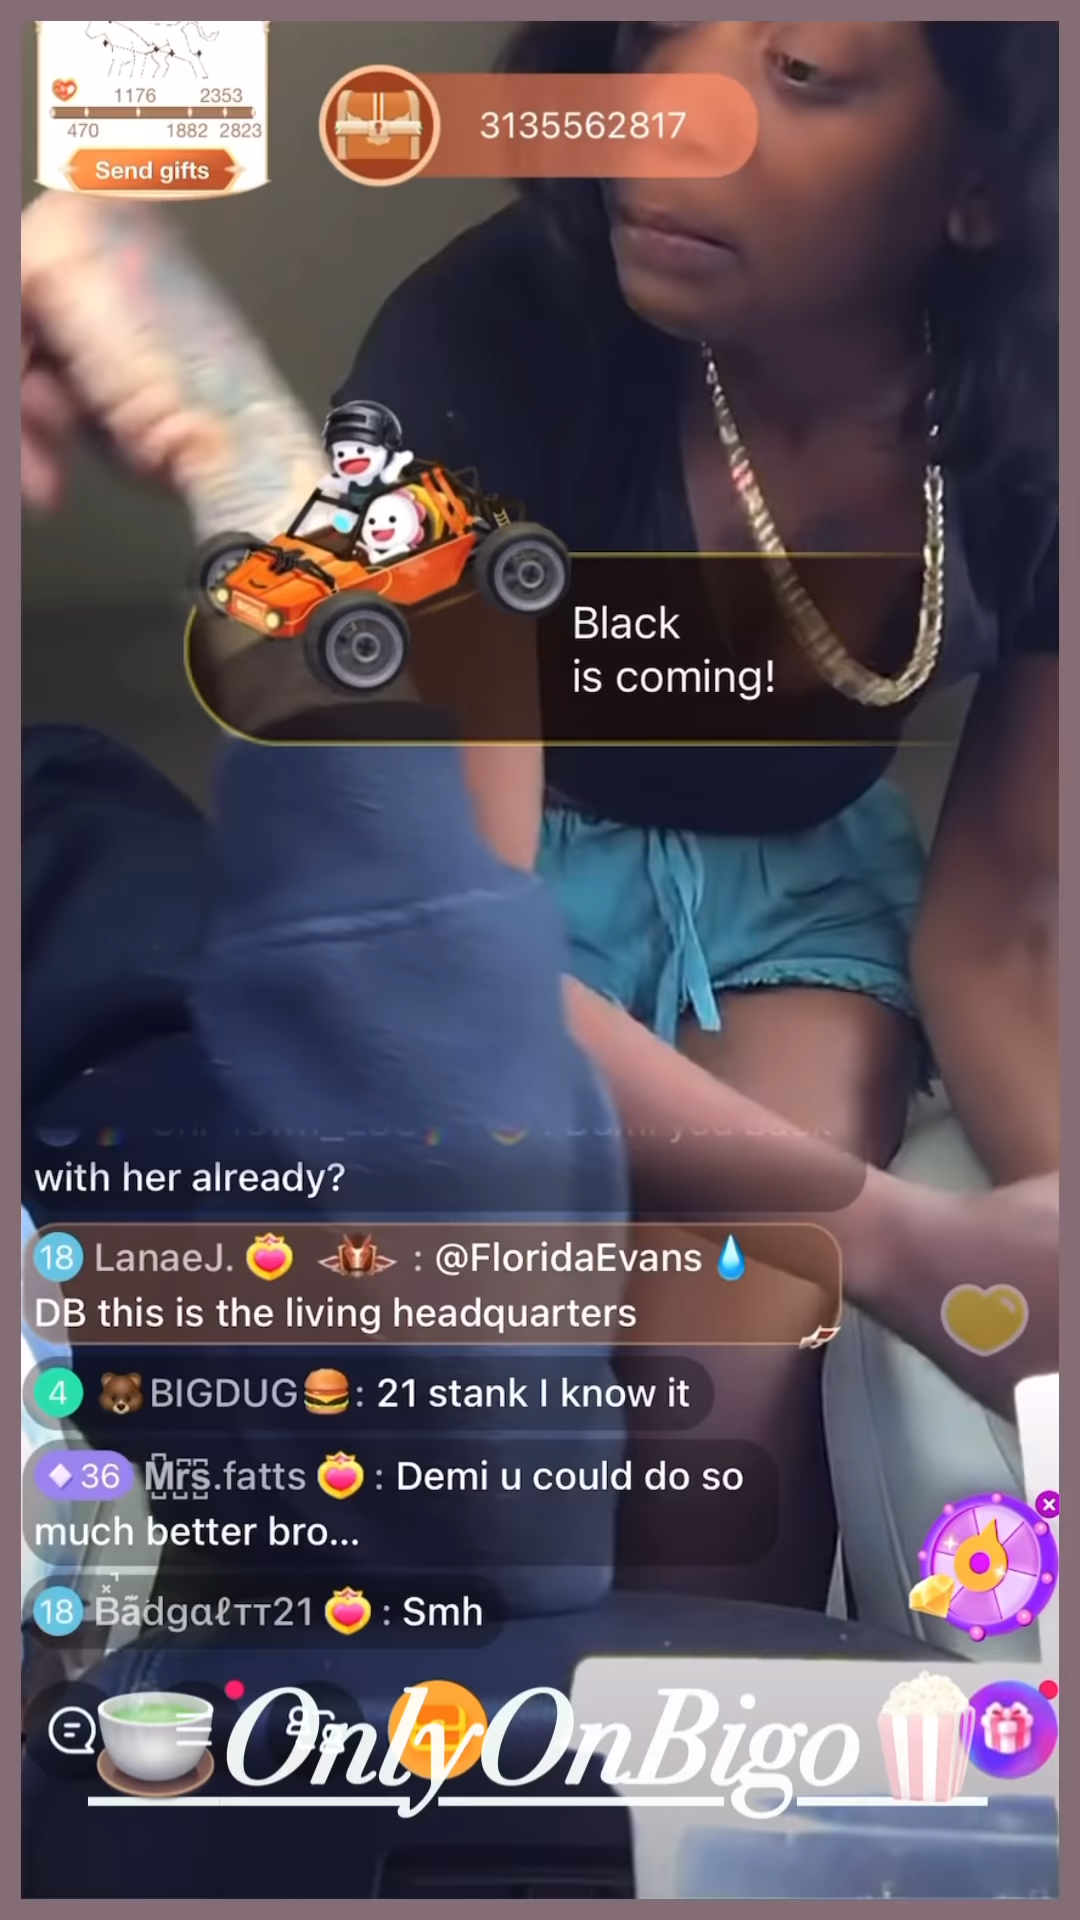 1176 2353
470 1882 2823
Send gifts
3135562817
Black
is coming!
with her already?
18 LanaeJ. : @FloridaEvans
DB this is the living headquarters
4 BIGDUG : 21 stank I know it
36 Mrs.fatts : Demi u could do so
much better bro...
18 Bãdgαℓтт21 : Smh
OnlyOnBigo